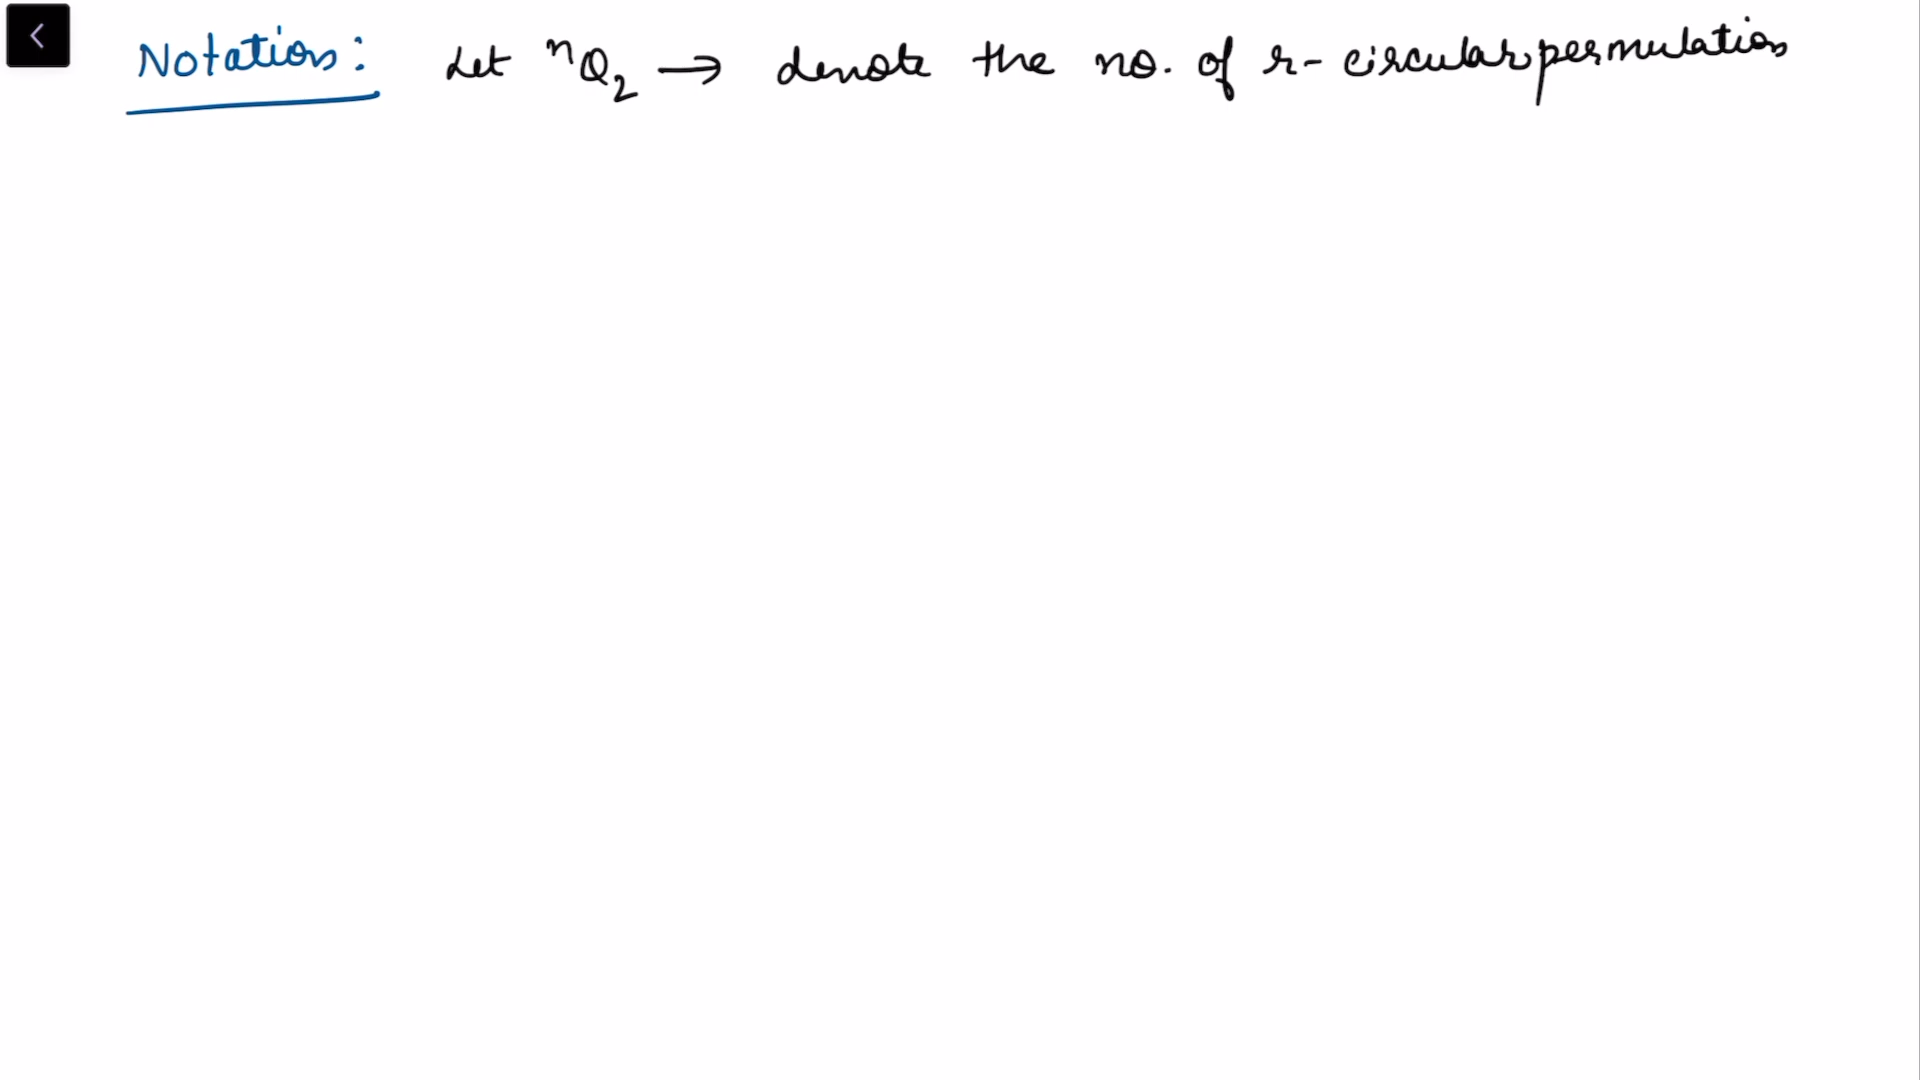 Notation: Let ⁿQ₂ → denote the no. of r-circular permutation